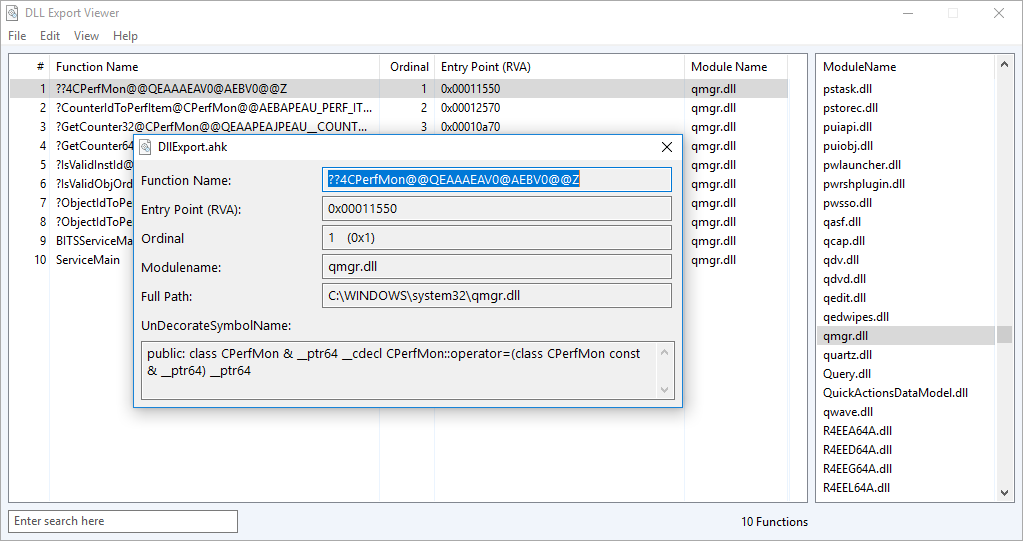 DLL Export Viewer
File Edit View Help
# Function Name Ordinal Entry Point (RVA) Module Name
1 ??4CPerfMon@@QEAAAEAV0@AEBV0@@Z 1 0x00011550 qmgr.dll
2 ?CounterIdToPerfItem@CPerfMon@@AEBAPEAU_PERF_IT... 2 0x00012570 qmgr.dll
3 ?GetCounter32@CPerfMon@@QEAAPEAJPEAU__COUNT... 3 0x00010a70 qmgr.dll
4 ?GetCounter64 qmgr.dll
5 ?IsValidInstId@ qmgr.dll
6 ?IsValidObjOrd qmgr.dll
7 ?ObjectIdToPe qmgr.dll
8 ?ObjectIdToPe qmgr.dll
9 BITSServiceMa qmgr.dll
10 ServiceMain qmgr.dll
DllExport.ahk
Function Name: ??4CPerfMon@@QEAAAEAV0@AEBV0@@Z
Entry Point (RVA): 0x00011550
Ordinal 1 (0x1)
Modulename: qmgr.dll
Full Path: C:\WINDOWS\system32\qmgr.dll
UnDecorateSymbolName:
public: class CPerfMon & __ptr64 __cdecl CPerfMon::operator=(class CPerfMon const
& __ptr64) __ptr64
ModuleName
pstask.dll
pstorec.dll
puiapi.dll
puiobj.dll
pwlauncher.dll
pwrshplugin.dll
pwsso.dll
qasf.dll
qcap.dll
qdv.dll
qdvd.dll
qedit.dll
qedwipes.dll
qmgr.dll
quartz.dll
Query.dll
QuickActionsDataModel.dll
qwave.dll
R4EEA64A.dll
R4EED64A.dll
R4EEG64A.dll
R4EEL64A.dll
Enter search here
10 Functions